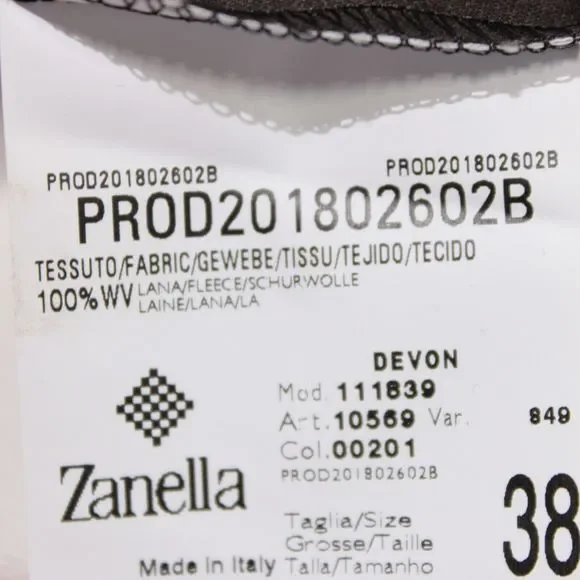 PROD201802602B PROD201802602B
PROD201802602B
TESSUTO/FABRIC/GEWEBE/TISSU/TEJIDO/TECIDO
100%WV LANA/FLEECE/SCHURWOLLE
LAINE/LANA/LA
DEVON
Mod. 111839
Art. 10569 Var. 849
Col. 00201
PROD201802602B
Zanella
Taglia/Size
Grosse/Taille
Talla/Tamanho
38
Made in Italy